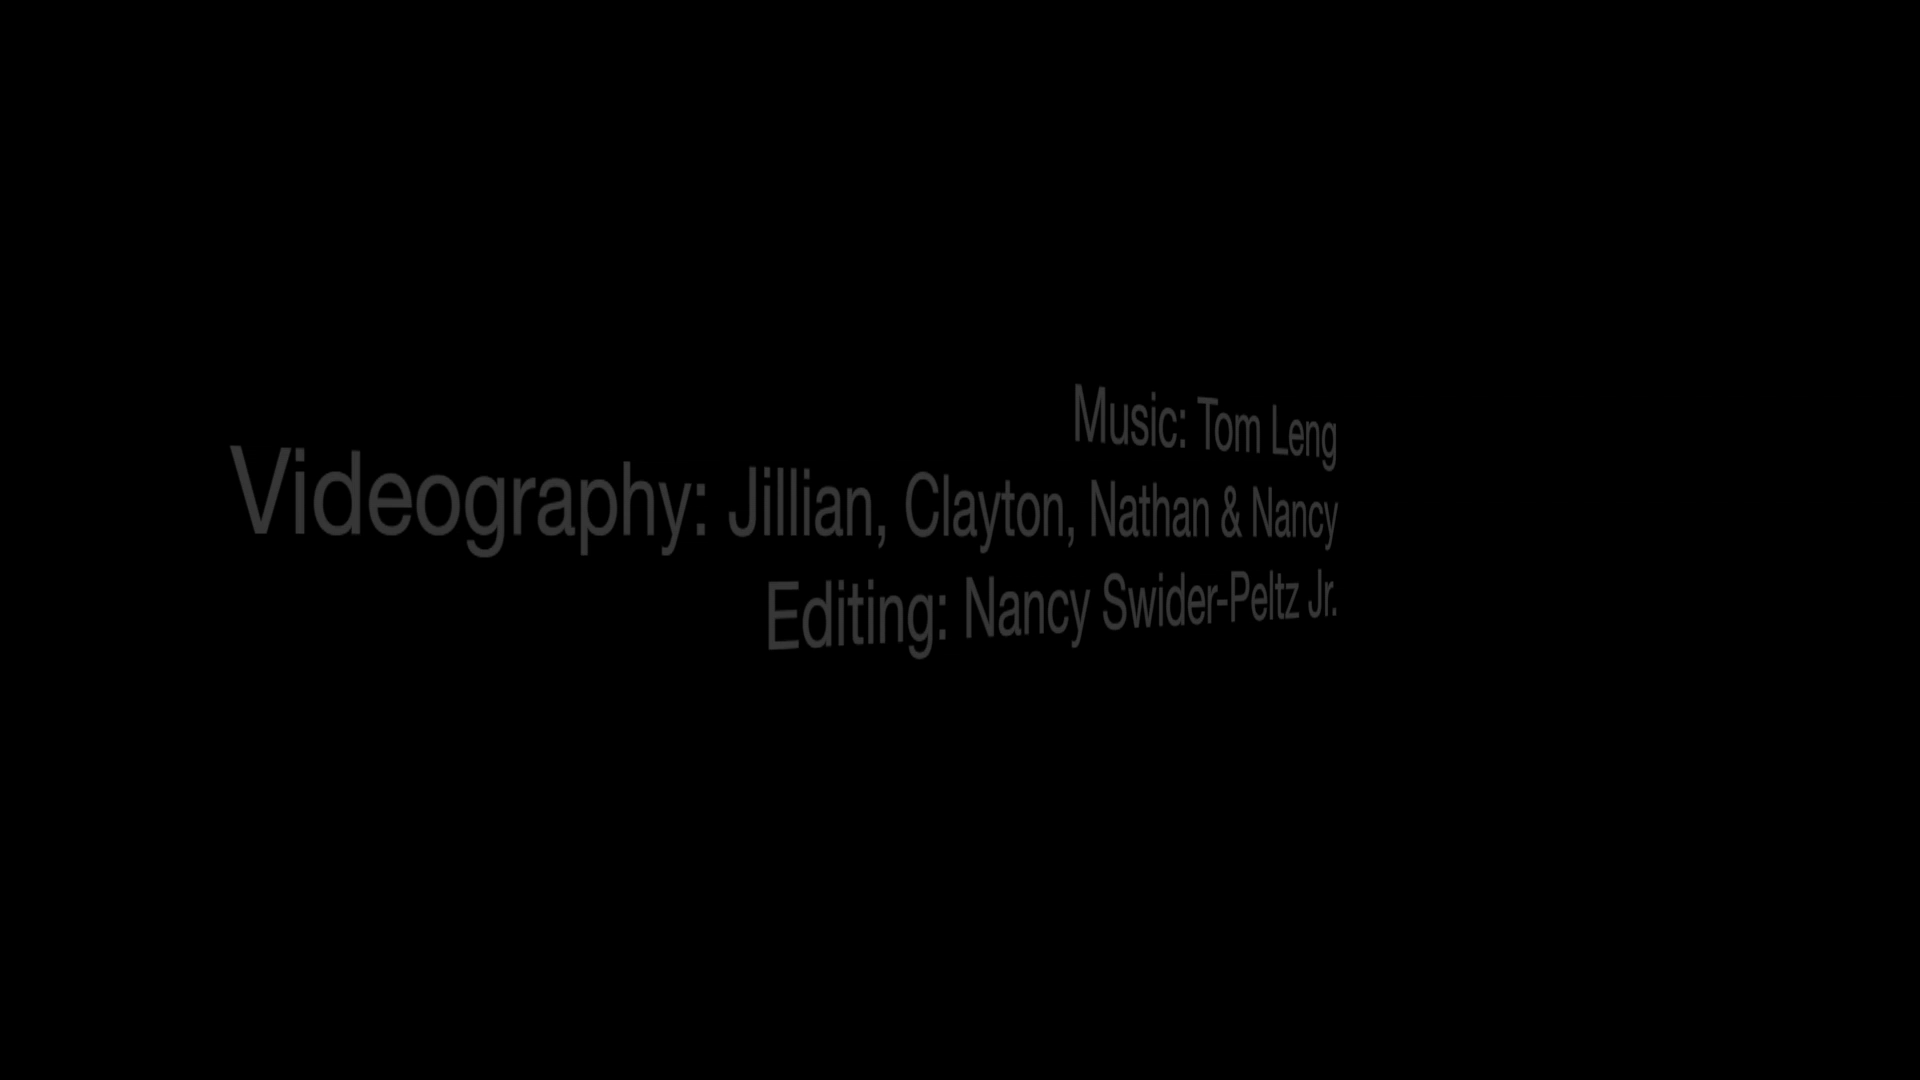 Music: Tom Leng
Videography: Jillian, Clayton, Nathan & Nancy
Editing: Nancy Swider-Peltz Jr.